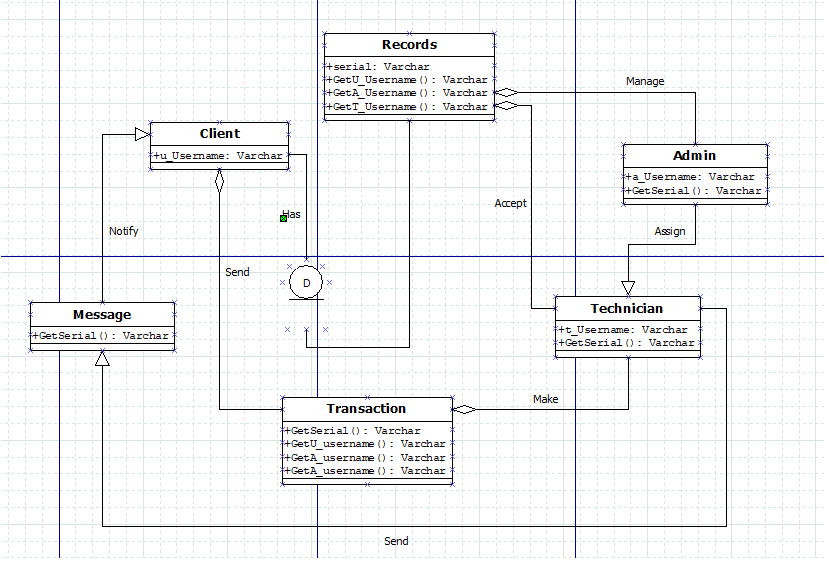 Records
+serial: Varchar
+GetU_Username(): Varchar
+GetA_Username(): Varchar
+GetT_Username(): Varchar
Manage
Client
+u_Username: Varchar
Admin
+a_Username: Varchar
+GetSerial(): Varchar
Accept
Has
Notify
Assign
Send
D
Message
+GetSerial(): Varchar
Technician
+t_Username: Varchar
+GetSerial(): Varchar
Transaction
+GetSerial(): Varchar
+GetU_username(): Varchar
+GetA_username(): Varchar
+GetA_username(): Varchar
Make
Send